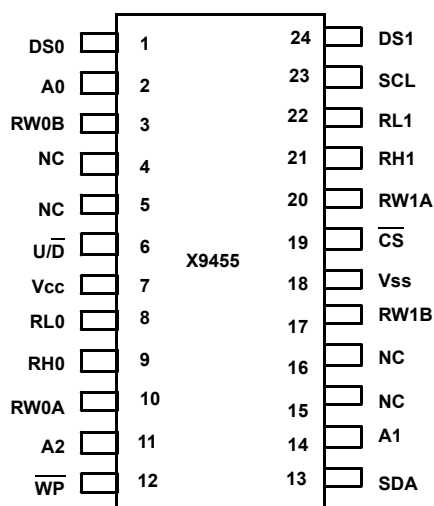 DS0 1 24 DS1
A0 2 23 SCL
RW0B 3 22 RL1
NC 4 21 RH1
NC 5 20 RW1A
U/D̅ 6 19 C̅S̅
X9455
Vcc 7 18 Vss
RL0 8 17 RW1B
RH0 9 16 NC
RW0A 10 15 NC
A2 11 14 A1
W̅P̅ 12 13 SDA